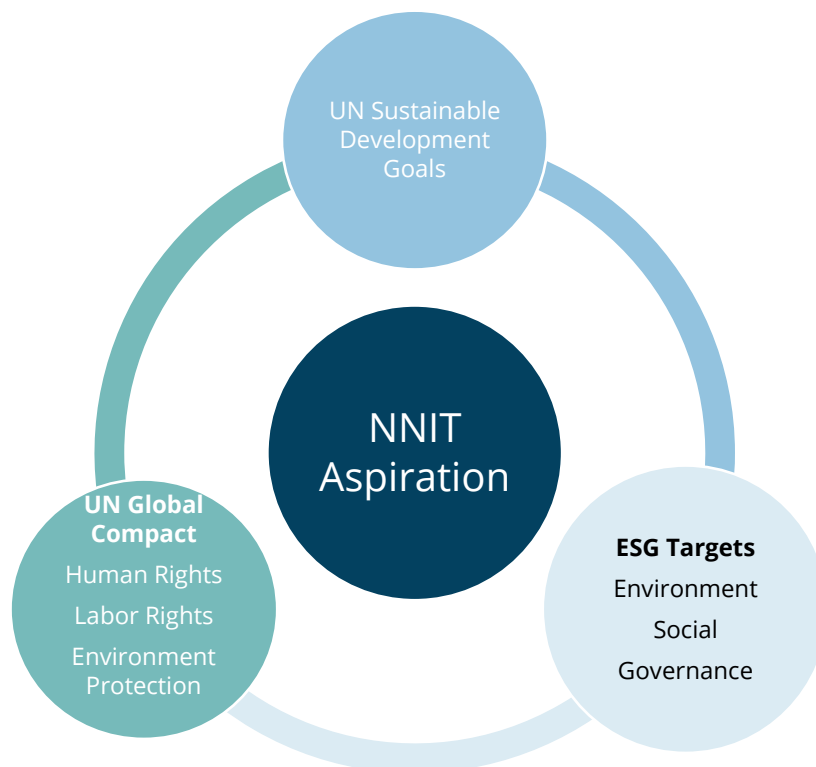 UN Sustainable
Development
Goals
NNIT
Aspiration
UN Global
Compact
Human Rights
Labor Rights
Environment
Protection
ESG Targets
Environment
Social
Governance